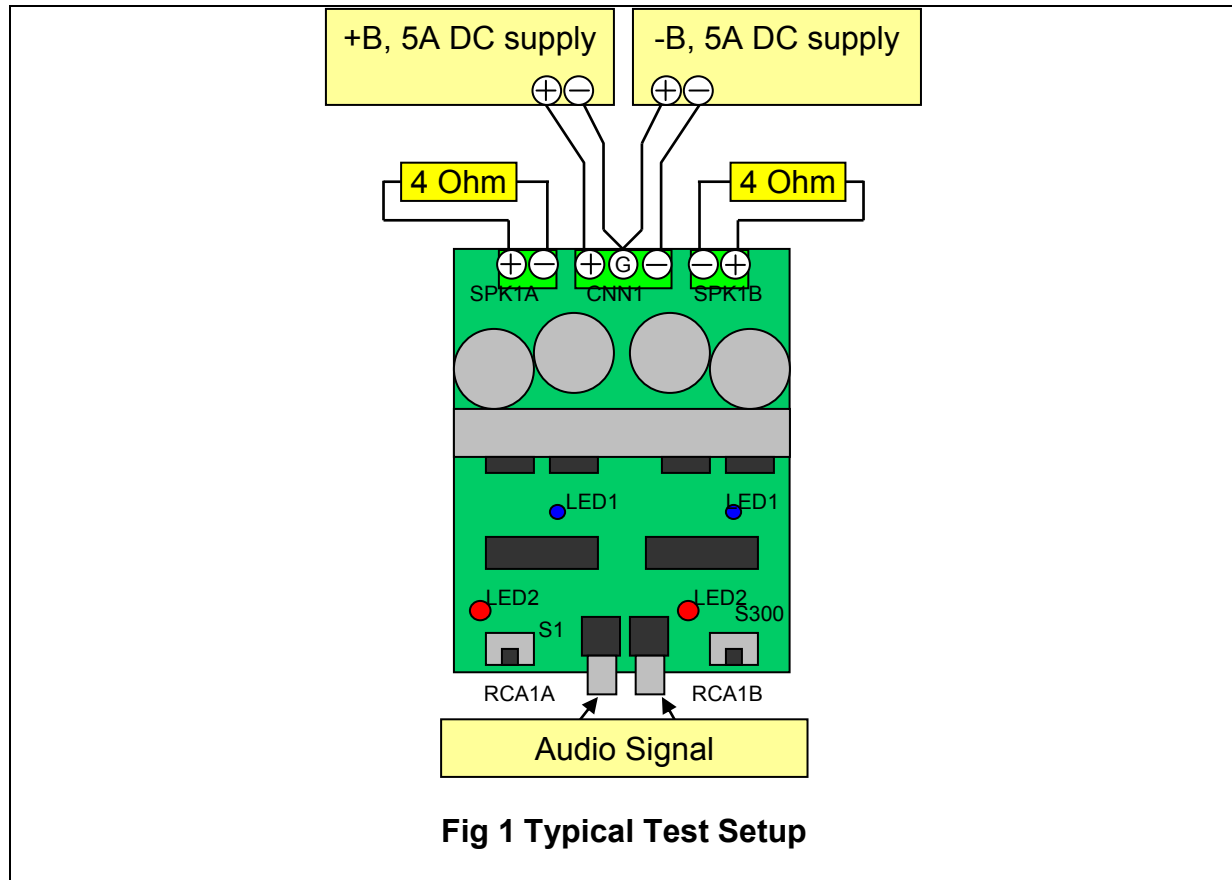 +B, 5A DC supply
-B, 5A DC supply
+ −
+ −
4 Ohm
4 Ohm
+ −
+ G −
− +
SPK1A
CNN1
SPK1B
LED1
LED1
LED2
LED2
S300
S1
RCA1A
RCA1B
Audio Signal
Fig 1 Typical Test Setup